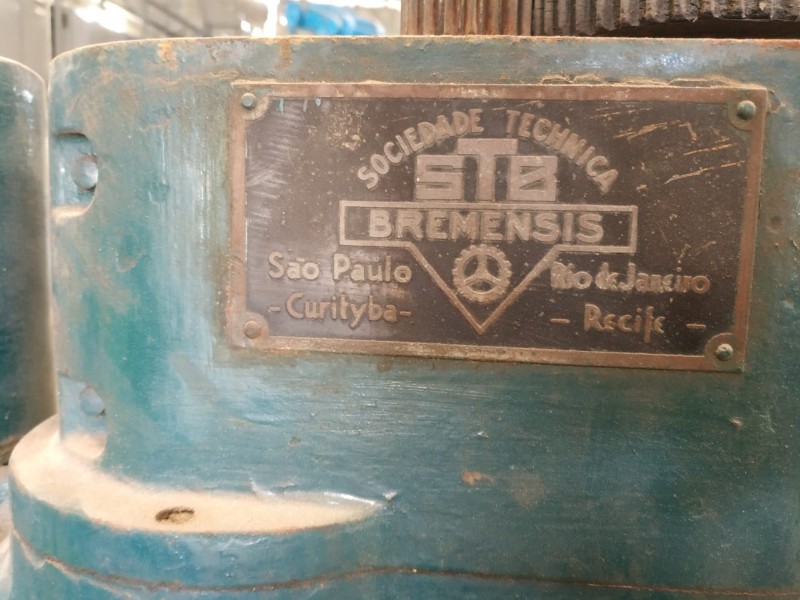 SOCIEDADE TECHNICA
STB
BREMENSIS
São Paulo
Rio de Janeiro
- Curityba -
- Recife -